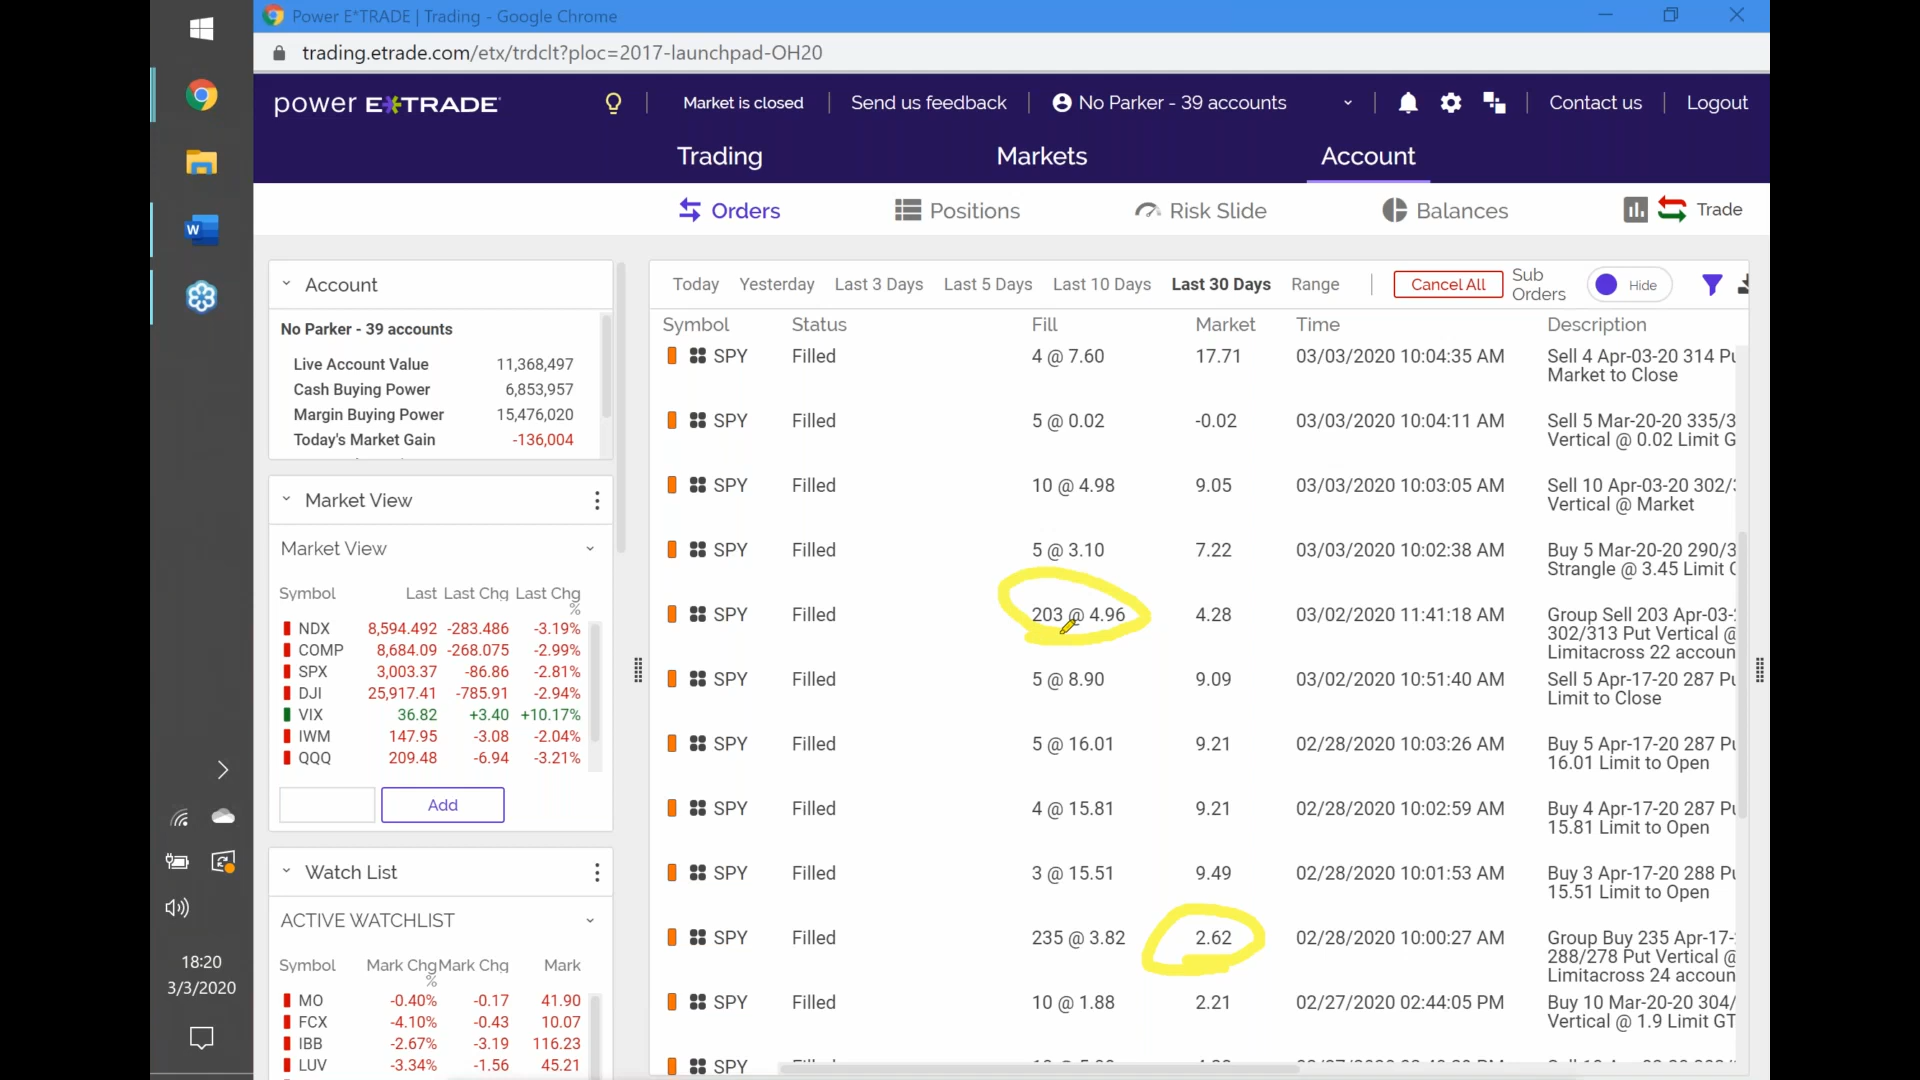 Power E*TRADE | Trading - Google Chrome
trading.etrade.com/etx/trdclt?ploc=2017-launchpad-OH20
power E*TRADE
Market is closed
Send us feedback
No Parker - 39 accounts
Contact us
Logout
Trading
Markets
Account
Orders
Positions
Risk Slide
Balances
Trade
Account
No Parker - 39 accounts
Live Account Value 11,368,497
Cash Buying Power 6,853,957
Margin Buying Power 15,476,020
Today's Market Gain -136,004
Market View
Market View
Symbol Last Last Chg Last Chg %
NDX 8,594.492 -283.486 -3.19%
COMP 8,684.09 -268.075 -2.99%
SPX 3,003.37 -86.86 -2.81%
DJI 25,917.41 -785.91 -2.94%
VIX 36.82 +3.40 +10.17%
IWM 147.95 -3.08 -2.04%
QQQ 209.48 -6.94 -3.21%
Add
Watch List
ACTIVE WATCHLIST
Symbol Mark Chg % Mark Chg Mark
MO -0.40% -0.17 41.90
FCX -4.10% -0.43 10.07
IBB -2.67% -3.19 116.23
LUV -3.34% -1.56 45.21
Today Yesterday Last 3 Days Last 5 Days Last 10 Days Last 30 Days Range
Cancel All
Sub
Orders
Hide
Symbol Status Fill Market Time Description
SPY Filled 4 @ 7.60 17.71 03/03/2020 10:04:35 AM Sell 4 Apr-03-20 314 Pu
Market to Close
SPY Filled 5 @ 0.02 -0.02 03/03/2020 10:04:11 AM Sell 5 Mar-20-20 335/3
Vertical @ 0.02 Limit G
SPY Filled 10 @ 4.98 9.05 03/03/2020 10:03:05 AM Sell 10 Apr-03-20 302/
Vertical @ Market
SPY Filled 5 @ 3.10 7.22 03/03/2020 10:02:38 AM Buy 5 Mar-20-20 290/3
Strangle @ 3.45 Limit
SPY Filled 203 @ 4.96 4.28 03/02/2020 11:41:18 AM Group Sell 203 Apr-03-
302/313 Put Vertical @
Limitacross 22 accoun
SPY Filled 5 @ 8.90 9.09 03/02/2020 10:51:40 AM Sell 5 Apr-17-20 287 Pu
Limit to Close
SPY Filled 5 @ 16.01 9.21 02/28/2020 10:03:26 AM Buy 5 Apr-17-20 287 Pu
16.01 Limit to Open
SPY Filled 4 @ 15.81 9.21 02/28/2020 10:02:59 AM Buy 4 Apr-17-20 287 Pu
15.81 Limit to Open
SPY Filled 3 @ 15.51 9.49 02/28/2020 10:01:53 AM Buy 3 Apr-17-20 288 Pu
15.51 Limit to Open
SPY Filled 235 @ 3.82 2.62 02/28/2020 10:00:27 AM Group Buy 235 Apr-17-
288/278 Put Vertical @
Limitacross 24 accoun
SPY Filled 10 @ 1.88 2.21 02/27/2020 02:44:05 PM Buy 10 Mar-20-20 304/
Vertical @ 1.9 Limit GT
SPY Filled
18:20
3/3/2020